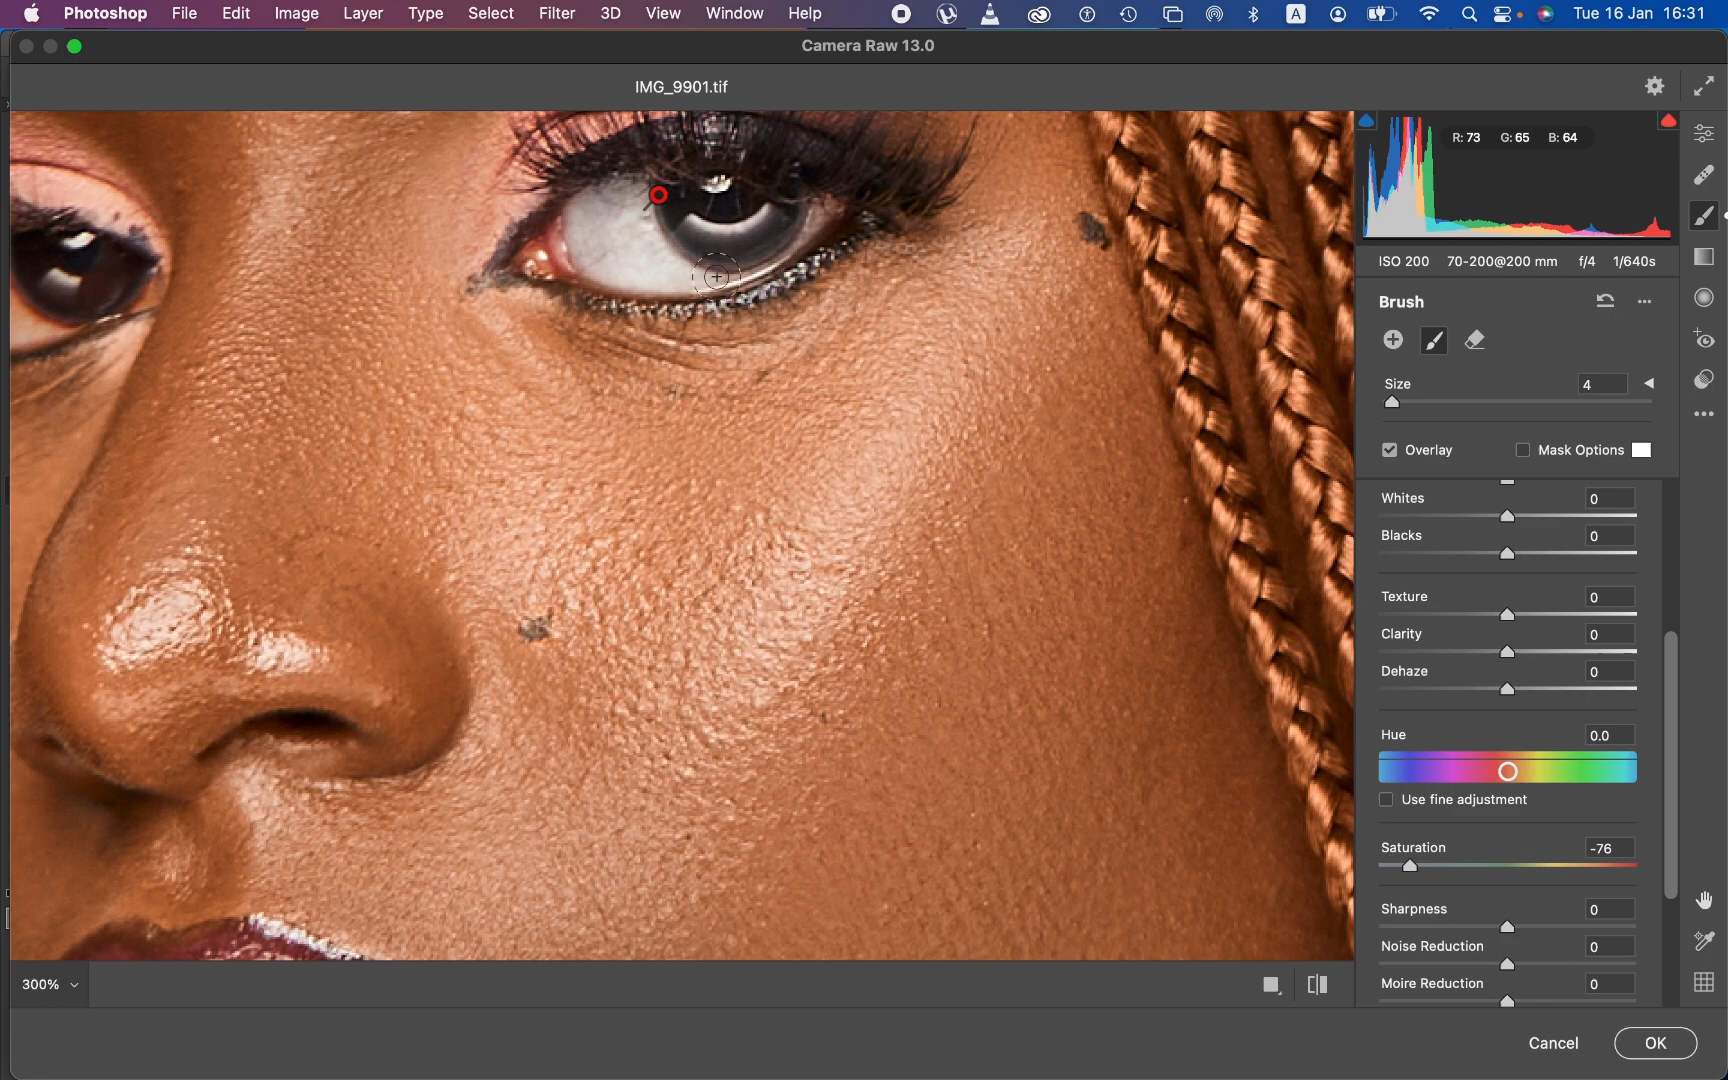 Photoshop File Edit Image Layer Type Select Filter 3D View Window Help A Tue 16 Jan 16:31
Camera Raw 13.0
IMG_9901.tif
R: 73 G: 65 B: 64
ISO 200 70-200@200 mm f/4 1/640s
Brush
Size 4
Overlay Mask Options
Whites 0
Blacks 0
Texture 0
Clarity 0
Dehaze 0
Hue 0.0
Use fine adjustment
Saturation -76
Sharpness 0
Noise Reduction 0
Moire Reduction 0
300%
Cancel OK